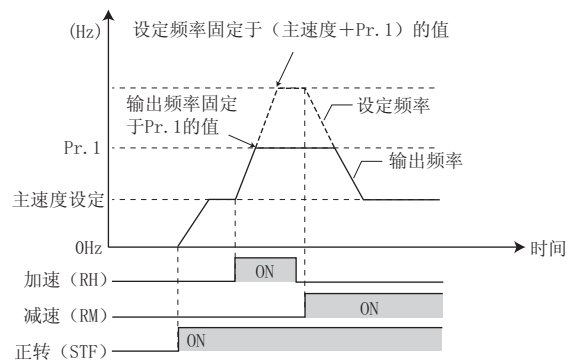 (Hz)
设定频率固定于（主速度＋Pr.1）的值
输出频率固定
于Pr.1的值
设定频率
Pr.1
输出频率
主速度设定
0Hz
时间
加速（RH）
ON
减速（RM）
ON
正转（STF）
ON